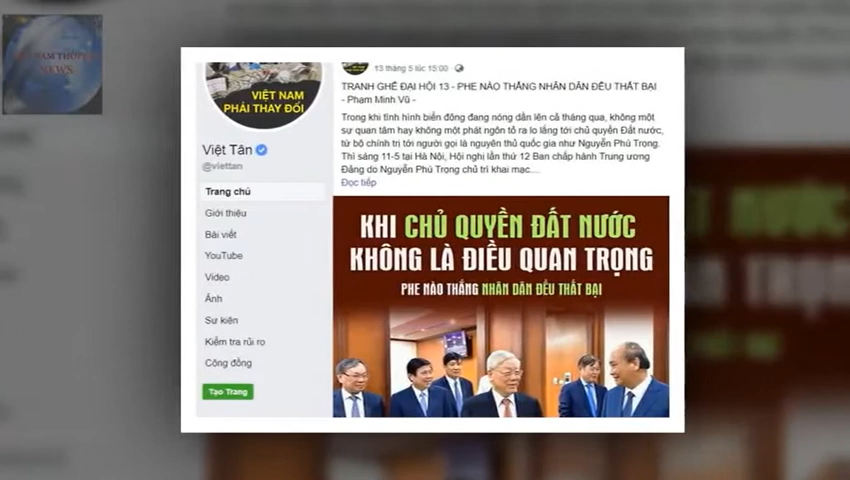 NEWS
VIỆT NAM
PHẢI THAY ĐỔI
Việt Tân
@viettan
Trang chủ
Giới thiệu
Bài viết
YouTube
Video
Ảnh
Sự kiện
Kiểm tra rủi ro
Cộng đồng
Tạo Trang
13 tháng 5 lúc 15:00
TRANH GHẾ ĐẠI HỘI 13 - PHE NÀO THẮNG NHÂN DÂN ĐỀU THẤT BẠI
- Phạm Minh Vũ -
Trong khi tình hình biển đông đang nóng dần lên cả tháng qua, không một
sự quan tâm hay không một phát ngôn tỏ ra lo lắng tới chủ quyền Đất nước,
từ bộ chính trị tới người gọi là nguyên thủ quốc gia như Nguyễn Phú Trọng.
Thì sáng 11-5 tại Hà Nội, Hội nghị lần thứ 12 Ban chấp hành Trung ương
Đảng do Nguyễn Phú Trọng chủ trì khai mạc....
Đọc tiếp
KHI CHỦ QUYỀN ĐẤT NƯỚC
KHÔNG LÀ ĐIỀU QUAN TRỌNG
PHE NÀO THẮNG NHÂN DÂN ĐỀU THẤT BẠI